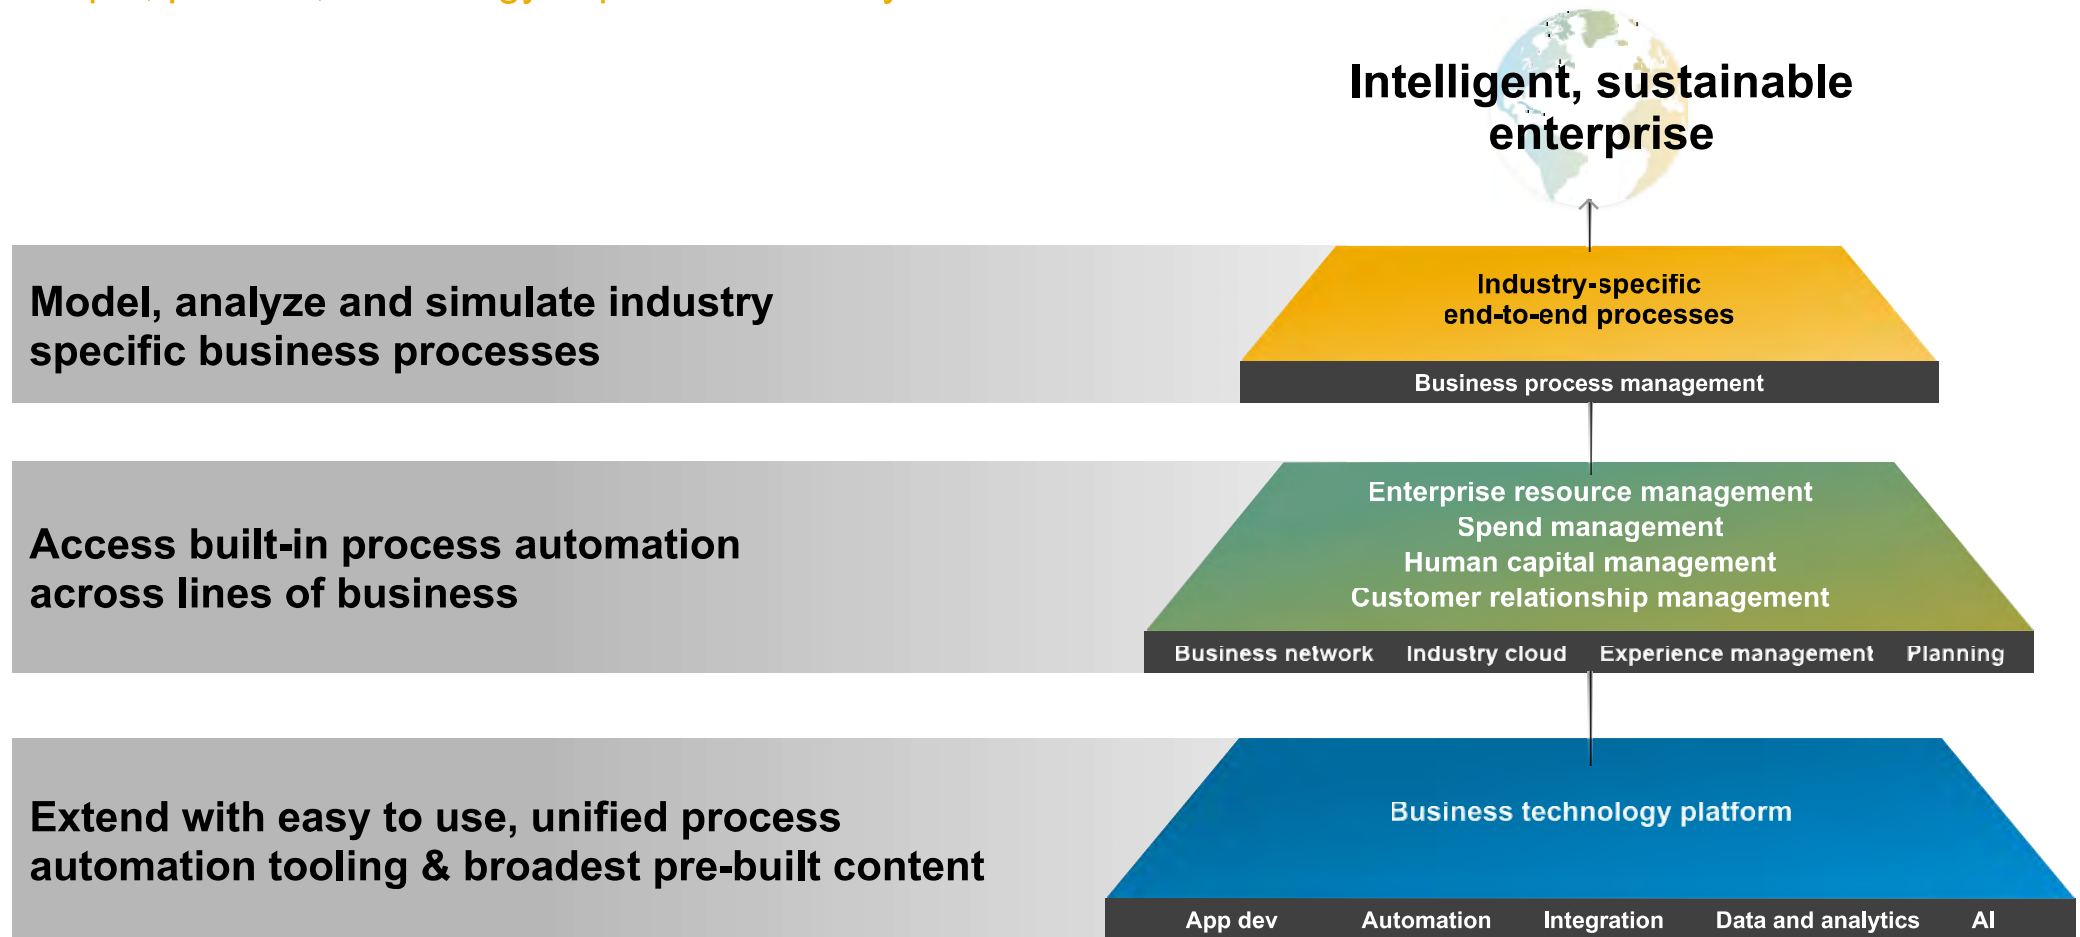 Intelligent, sustainable
enterprise
Model, analyze and simulate industry
specific business processes
Industry-specific
end-to-end processes
Business process management
Access built-in process automation
across lines of business
Enterprise resource management
Spend management
Human capital management
Customer relationship management
Business network Industry cloud Experience management Planning
Extend with easy to use, unified process
automation tooling & broadest pre-built content
Business technology platform
App dev Automation Integration Data and analytics AI